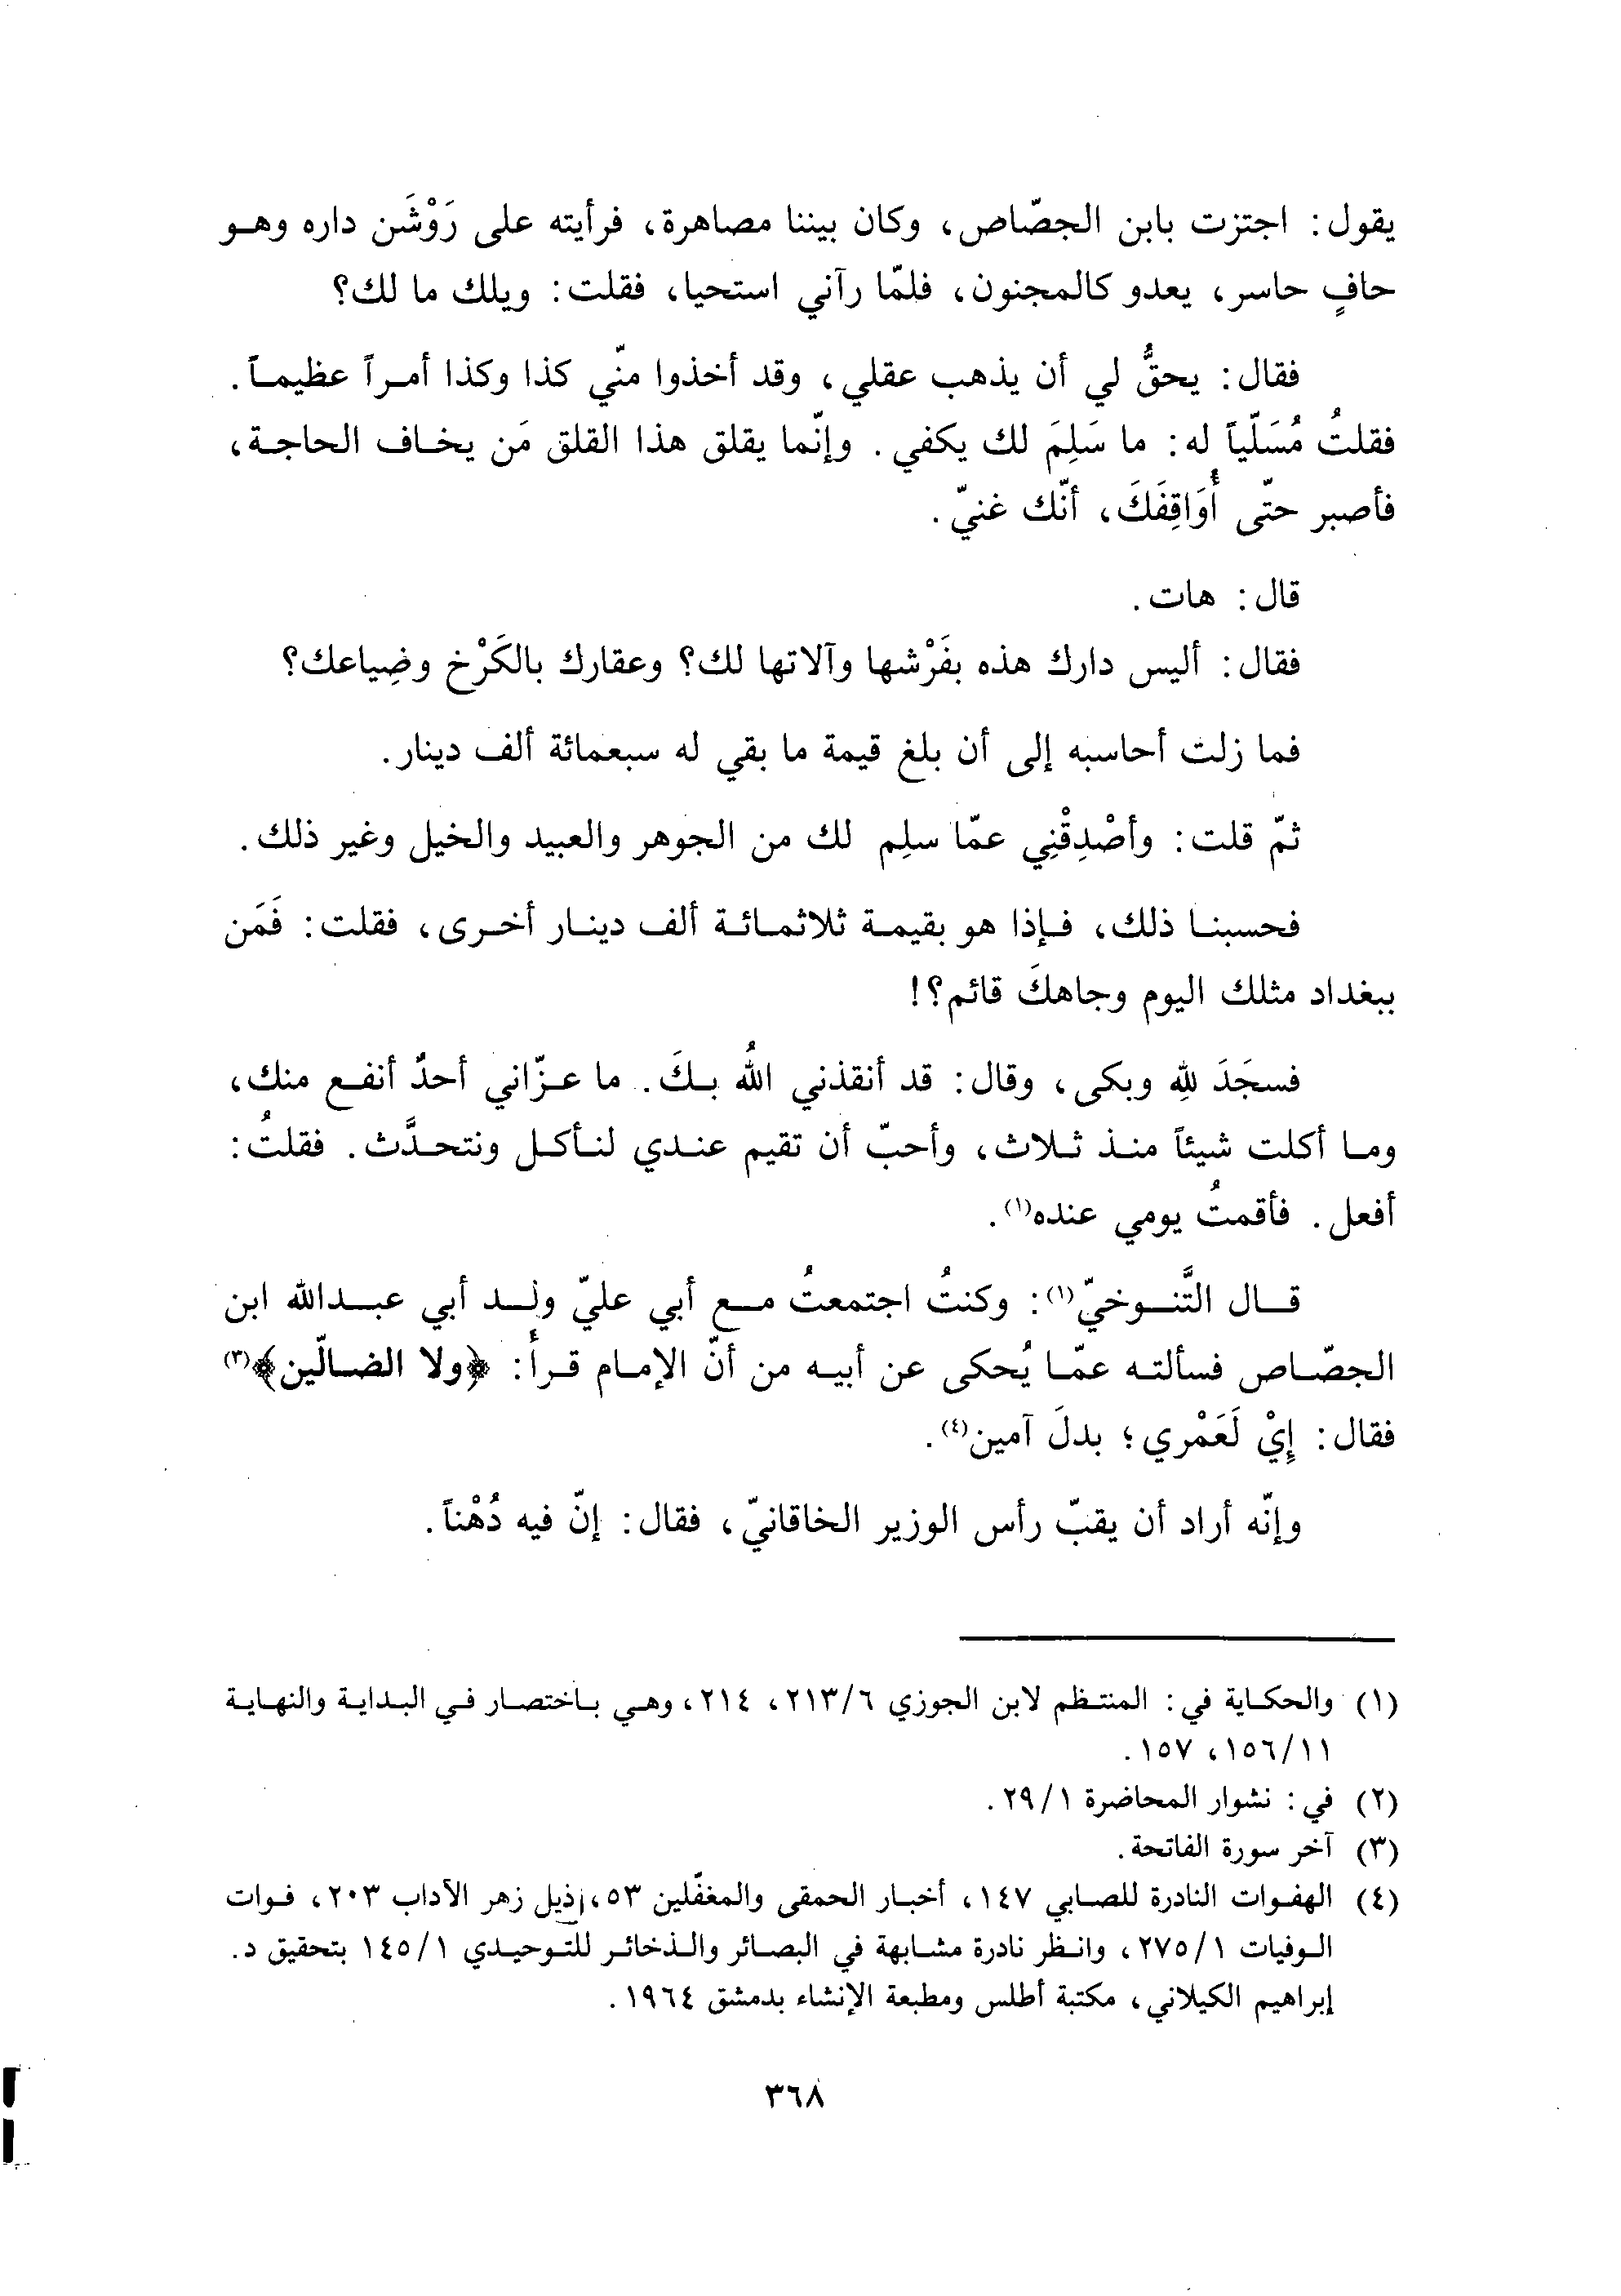 يقول: اجتزت بابن الجصّاص، وكان بيننا مصاهرة، فرأيته على رَوْشَن داره وهو
حافٍ حاسر، يعدو كالمجنون، فلمّا رآني استحيا، فقلت: ويلك ما لك؟
فقال: يحقُّ لي أن يذهب عقلي، وقد أخذوا منّي كذا وكذا أمراً عظيماً.
فقلتُ مُسَلّياً له: ما سَلِمَ لك يكفي. وإنّما يقلق هذا القلق مَن يخاف الحاجة،
فأصبر حتّى أُوَاقِفَكَ، أنّك غنيّ.
قال: هات.
فقال: أليس دارك هذه بفَرْشها وآلاتها لك؟ وعقارك بالكَرْخ وضِياعك؟
فما زلت أحاسبه إلى أن بلغ قيمة ما بقي له سبعمائة ألف دينار.
ثمّ قلت: وأصْدِقْنِي عمّا سلِم لك من الجوهر والعبيد والخيل وغير ذلك.
فحسبنا ذلك، فإذا هو بقيمة ثلاثمائة ألف دينار أخرى، فقلت: فَمَن
ببغداد مثلك اليوم وجاهكَ قائم؟!
فسجَدَ للهِ وبكى، وقال: قد أنقذني اللهُ بكَ. ما عزّاني أحدٌ أنفع منك،
وما أكلت شيئاً منذ ثلاث، وأحبّ أن تقيم عندي لنأكل ونتحدَّث. فقلتُ:
أفعل. فأقمتُ يومي عنده(١).
قال التَّنوخيّ(١): وكنتُ اجتمعتُ مع أبي عليّ ولد أبي عبدالله ابن
الجصّاص فسألته عمّا يُحكى عن أبيه من أنّ الإمام قرأ: ﴿ولا الضالّين﴾(٣)
فقال: إيْ لَعَمْري؛ بدلَ آمين(٤).
وإنّه أراد أن يقبّ رأس الوزير الخاقانيّ، فقال: إنّ فيه دُهْناً.
(١) والحكاية في: المنتظم لابن الجوزي ٢١٣/٦، ٢١٤، وهي باختصار في البداية والنهاية
١٥٦/١١، ١٥٧.
(٢) في: نشوار المحاضرة ٢٩/١.
(٣) آخر سورة الفاتحة.
(٤) الهفوات النادرة للصابي ١٤٧، أخبار الحمقى والمغفّلين ٥٣، ذيل زهر الآداب ٢٠٣، فوات
الوفيات ٢٧٥/١، وانظر نادرة مشابهة في البصائر والذخائر للتوحيدي ١٤٥/١ بتحقيق د.
إبراهيم الكيلاني، مكتبة أطلس ومطبعة الإنشاء بدمشق ١٩٦٤.
٣٦٨